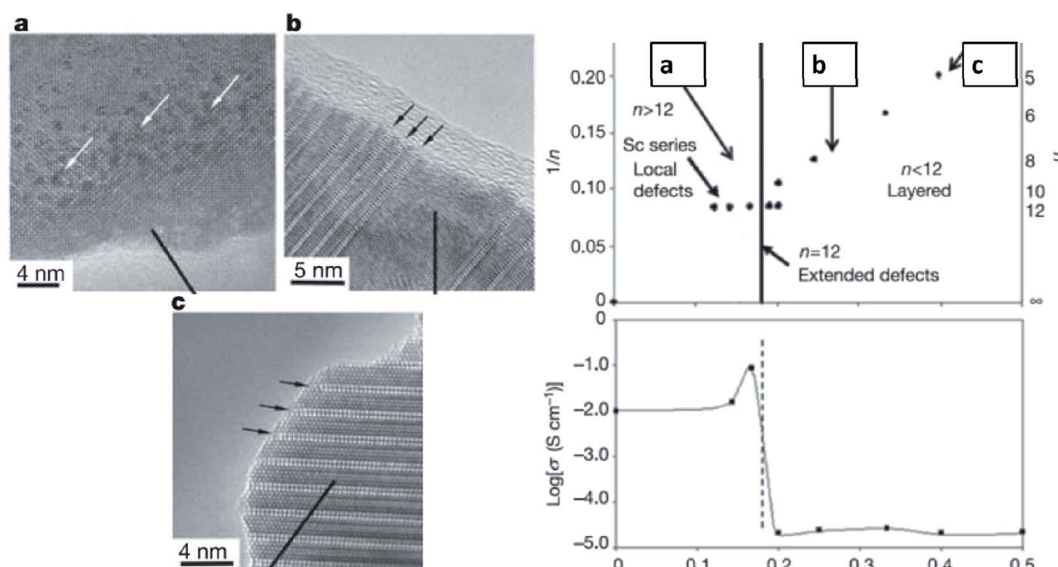 a
b
4 nm
5 nm
c
4 nm
a
b
c
0.20
0.15
0.10
0.05
0
1/n
n>12
Sc series
Local
defects
n<12
Layered
n=12
Extended defects
5
6
8
10
12
∞
0
−1.0
−2.0
−3.0
−4.0
−5.0
Log[σ (S cm⁻¹)]
0
0.1
0.2
0.3
0.4
0.5